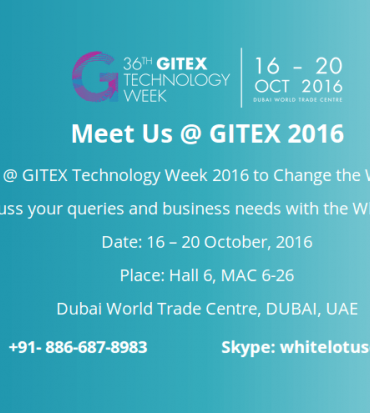 36TH GITEX
TECHNOLOGY
WEEK
16 – 20
OCT 2016
DUBAI WORLD TRADE CENTRE
Meet Us @ GITEX 2016
@ GITEX Technology Week 2016 to Change the
your queries and business needs with the
Date: 16 – 20 October, 2016
Place: Hall 6, MAC 6-26
Dubai World Trade Centre, DUBAI, UAE
+91- 886-687-8983 Skype: whitelotus